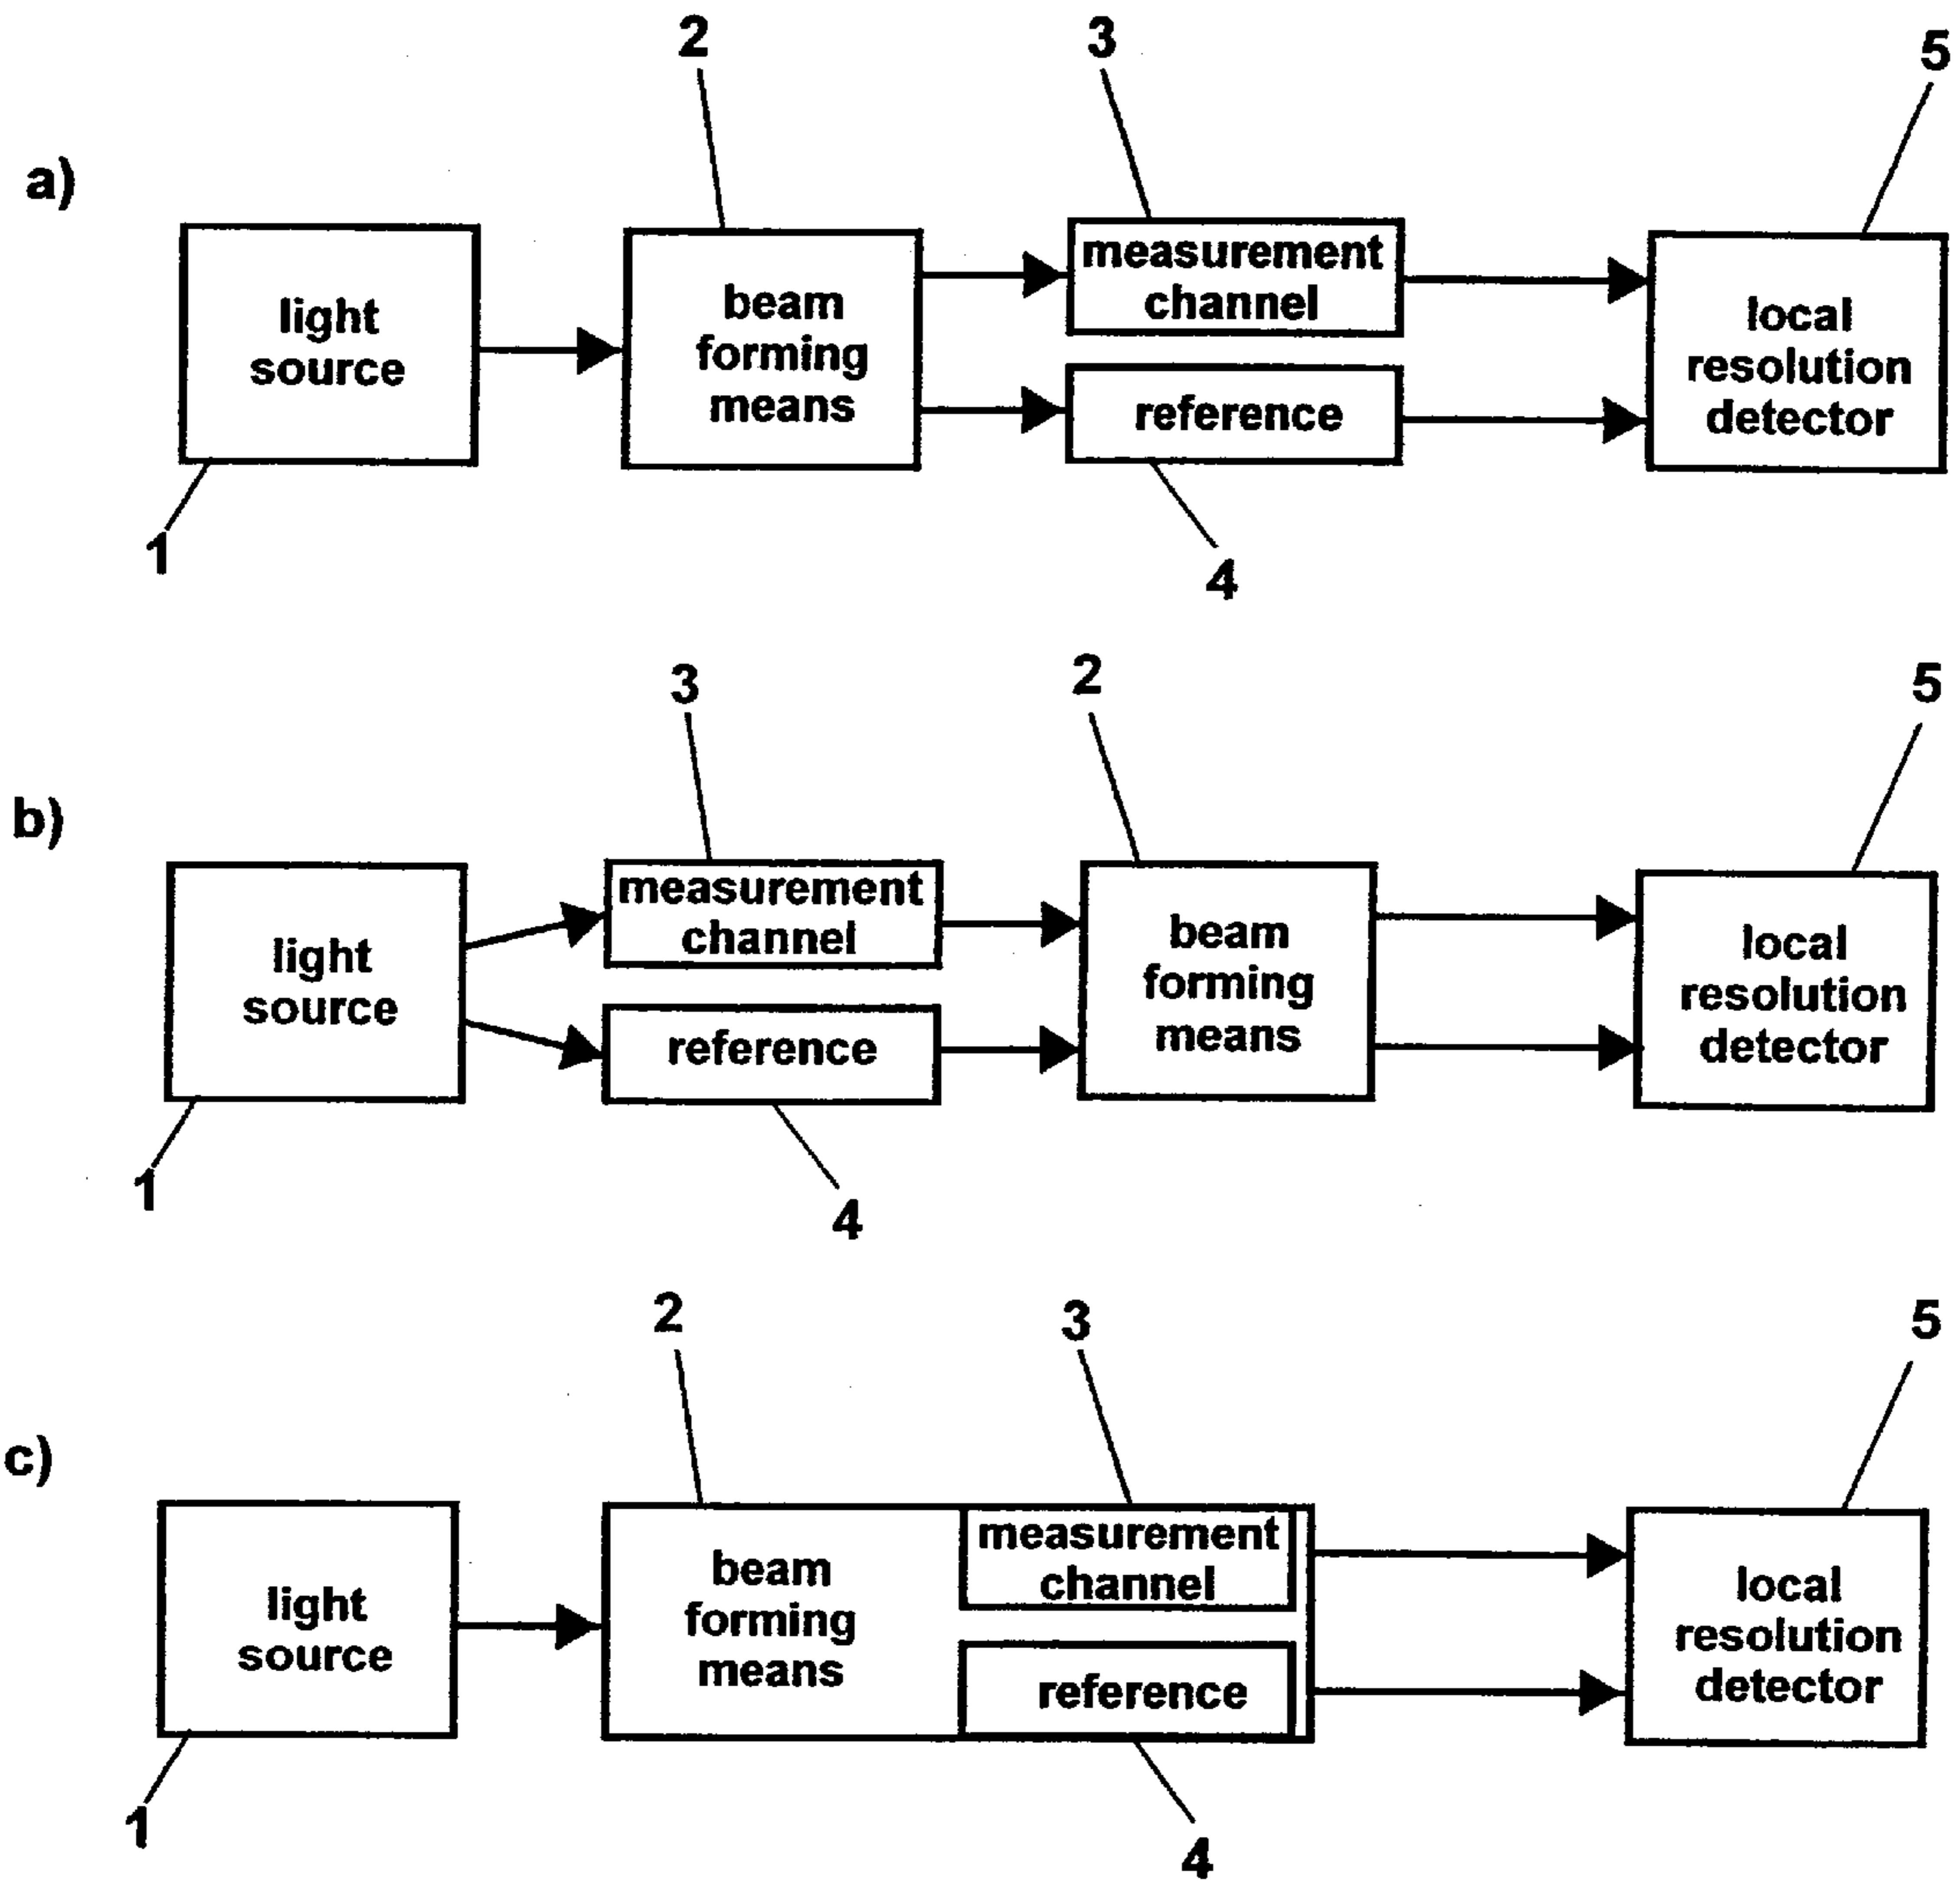 2
3
5
a)
light
source
beam
forming
means
measurement
channel
reference
local
resolution
detector
1
4
3
2
5
b)
light
source
measurement
channel
reference
beam
forming
means
local
resolution
detector
1
4
2
3
5
c)
light
source
beam
forming
means
measurement
channel
reference
local
resolution
detector
1
4